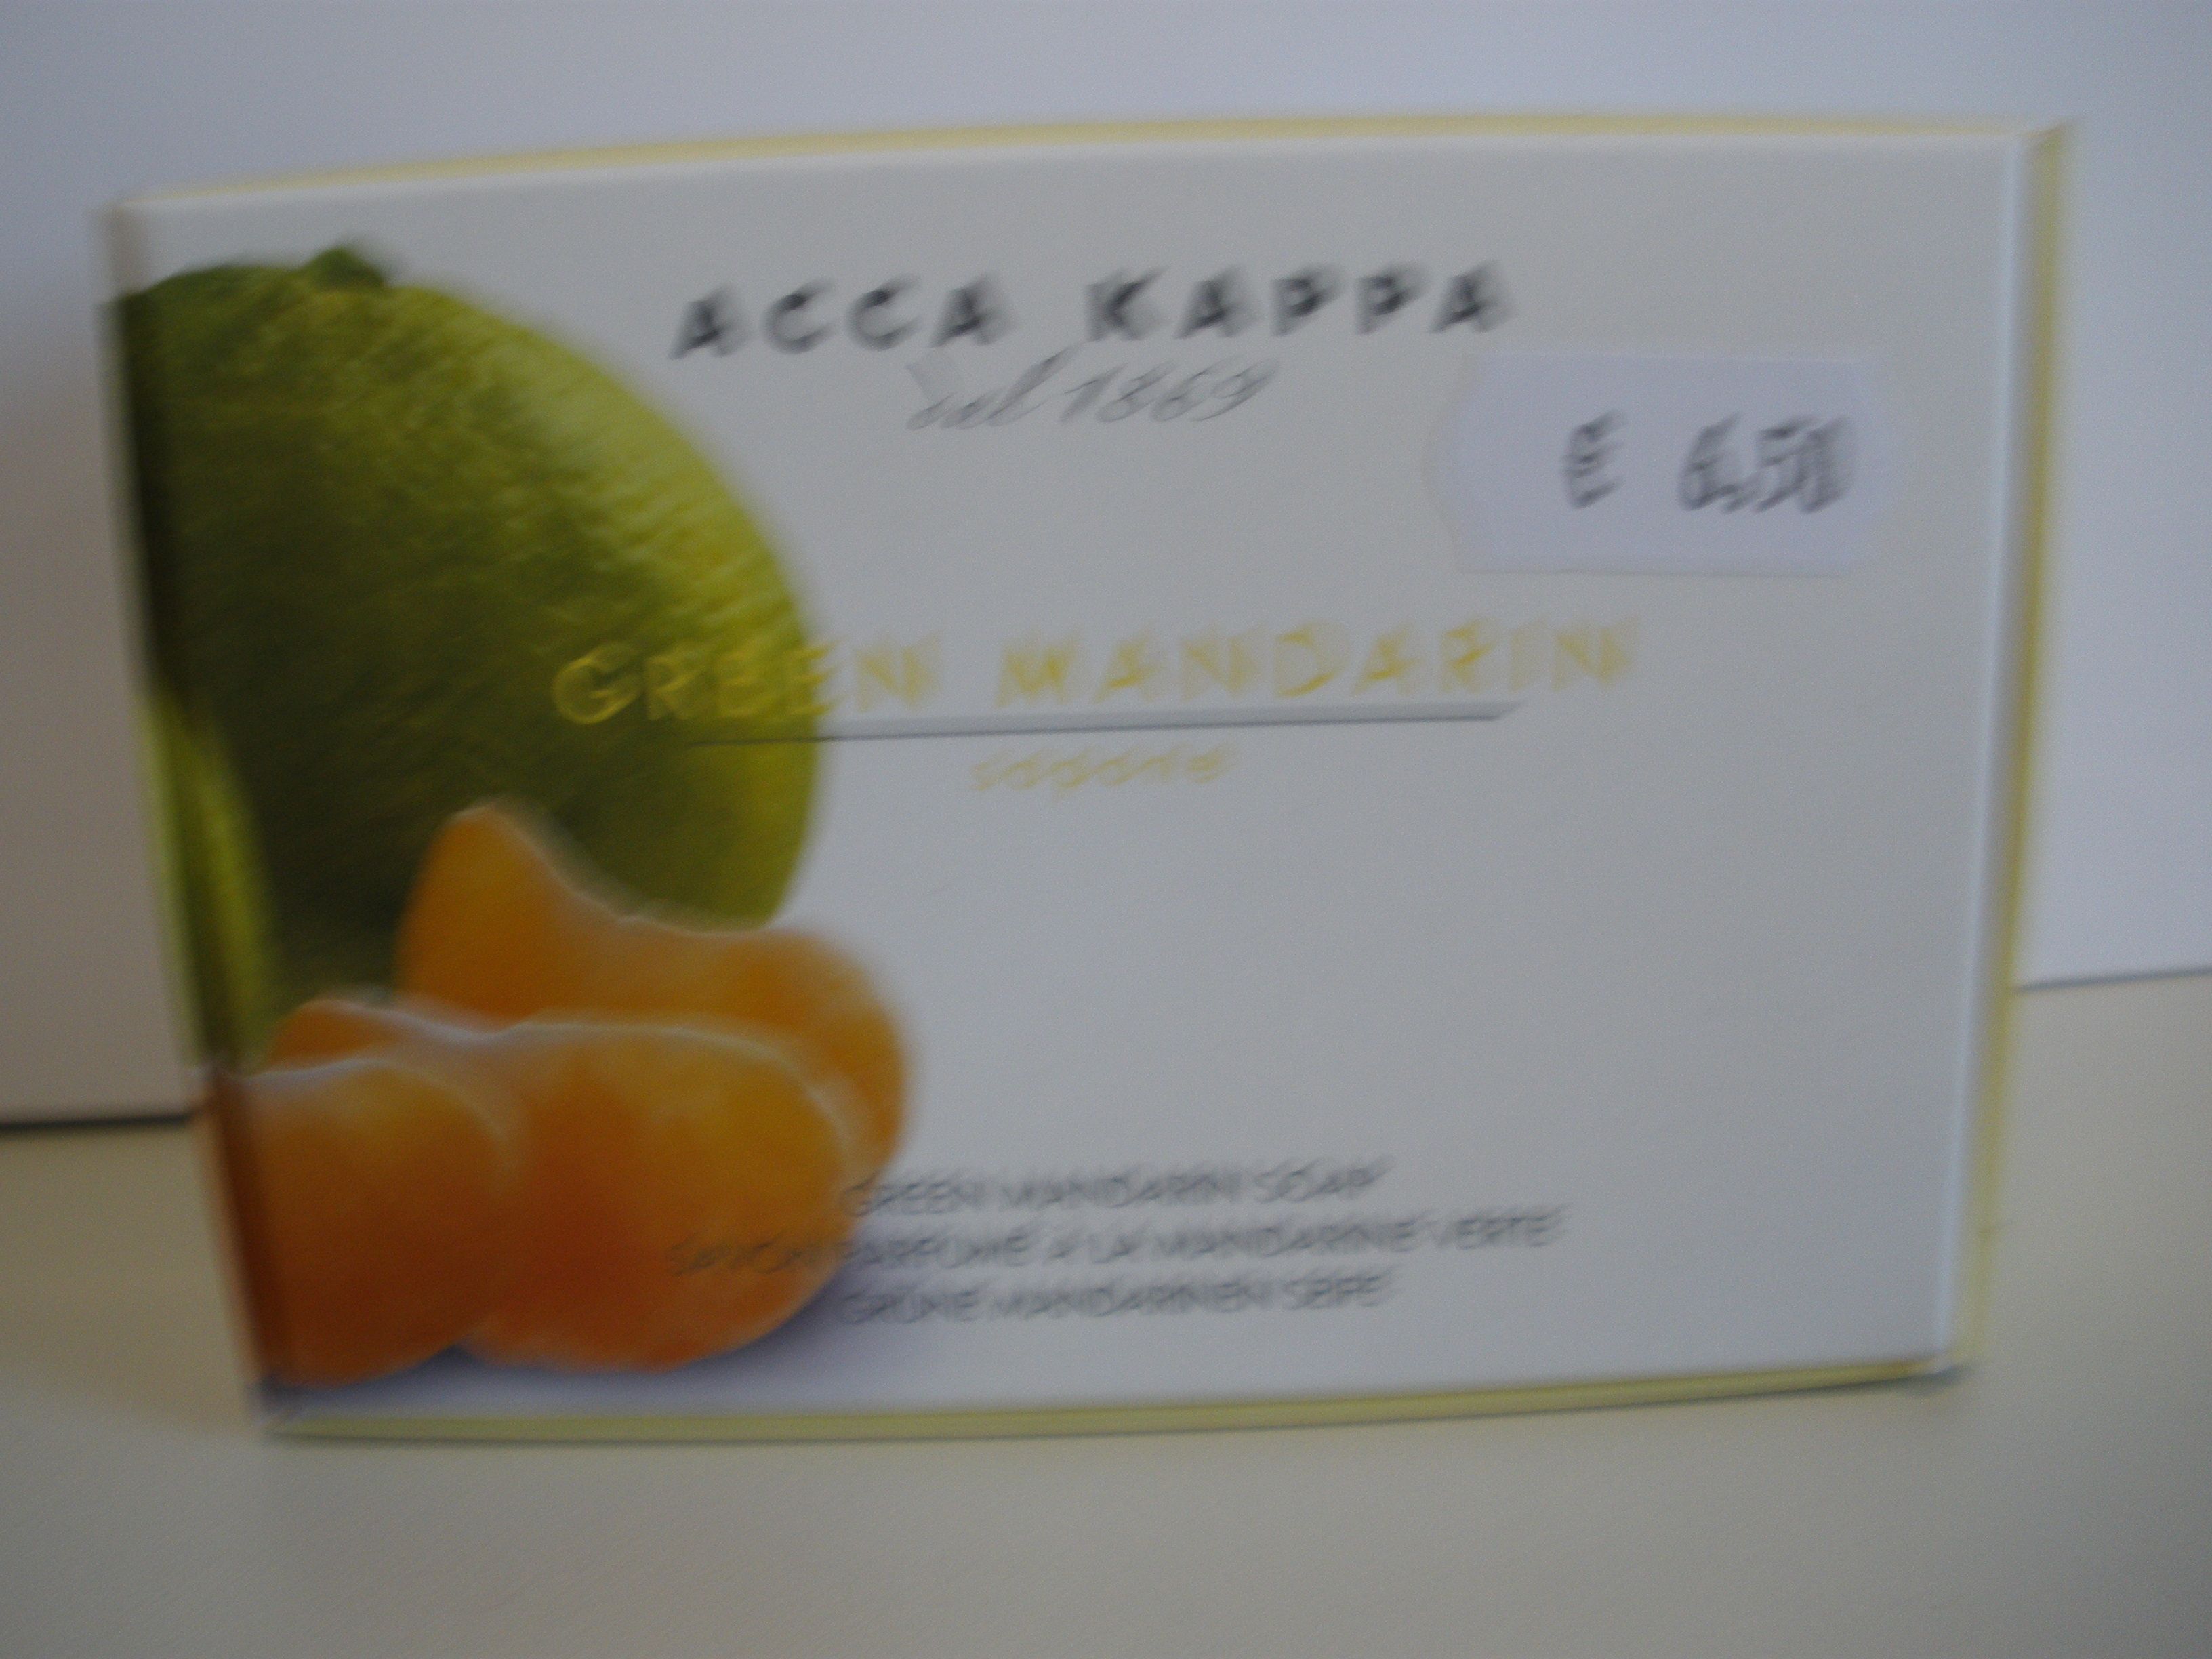 ACCA KAPPA
dal 1869
€ 6,50
GREEN MANDARIN
sapone
GREEN MANDARIN SOAP
SAVON PARFUMÉ À LA MANDARINE VERTE
GRÜNE MANDARINEN SEIFE